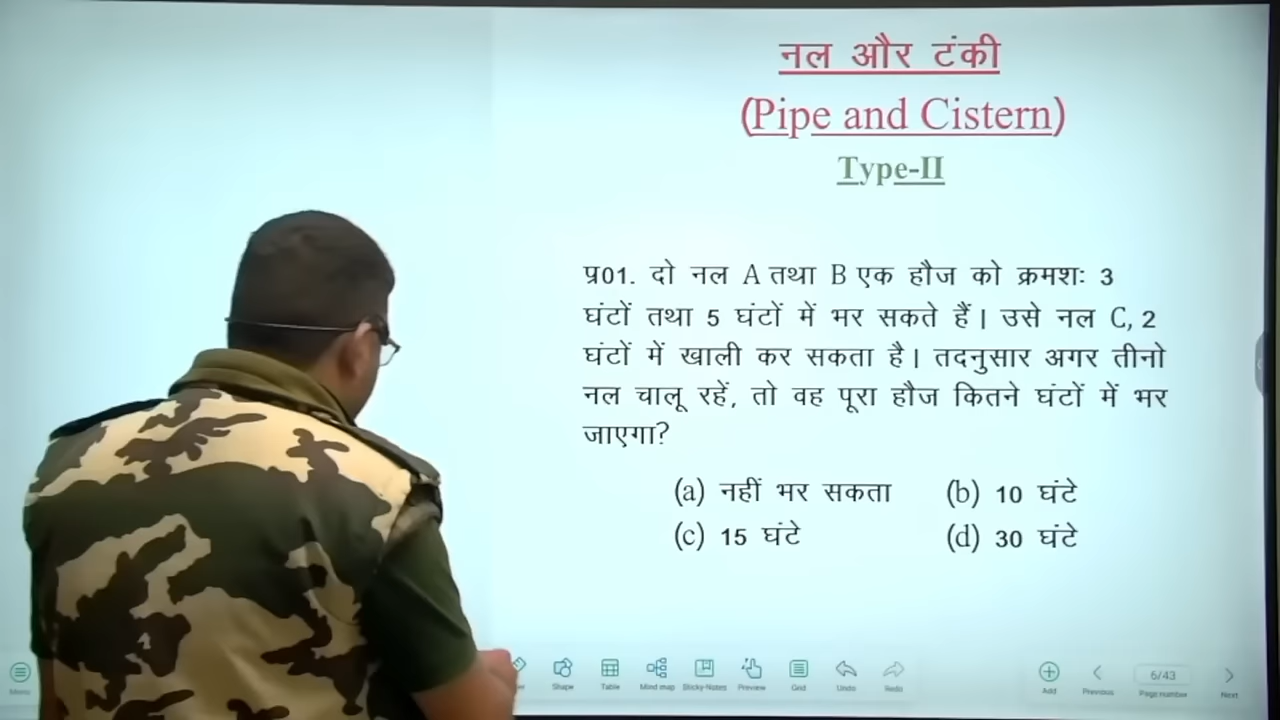 नल और टंकी
(Pipe and Cistern)
Type-II
प्र01. दो नल A तथा B एक हौज को क्रमशः 3
घंटों तथा 5 घंटों में भर सकते हैं। उसे नल C, 2
घंटों में खाली कर सकता है। तदनुसार अगर तीनो
नल चालू रहें, तो वह पूरा हौज कितने घंटों में भर
जाएगा?
(a) नहीं भर सकता (b) 10 घंटे
(c) 15 घंटे (d) 30 घंटे
Menu Shape Table Mind map Blicky-Notes Preview Grid Undo Redo Add Previous 6/43 Page number Next